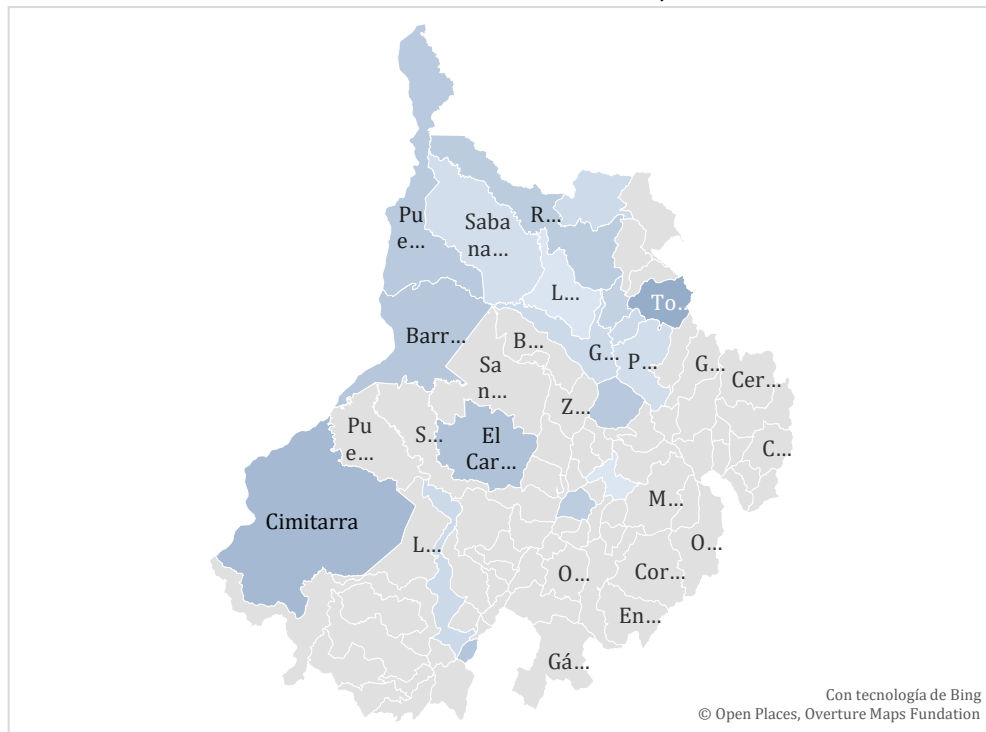 Pu
e...
Saba
na...
R...
L...
To...
Barr...
B...
G...
P...
G...
Cer...
Sa
n...
Z...
Pu
e...
S...
El
Car...
C...
M...
Cimitarra
L...
O...
O...
Cor...
En...
Gá...
Con tecnología de Bing
© Open Places, Overture Maps Fundation